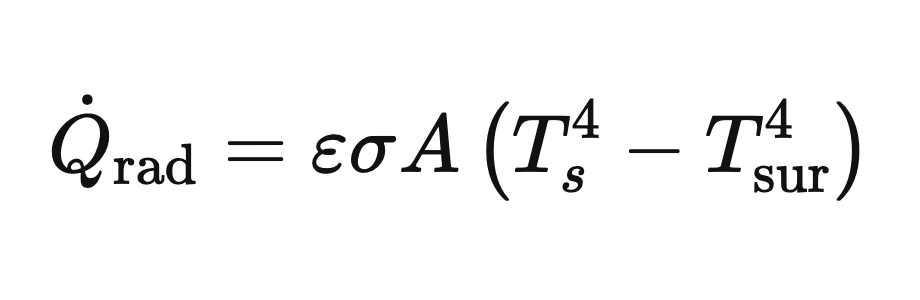 Q̇_rad = εσA (T_s^4 − T_sur^4)